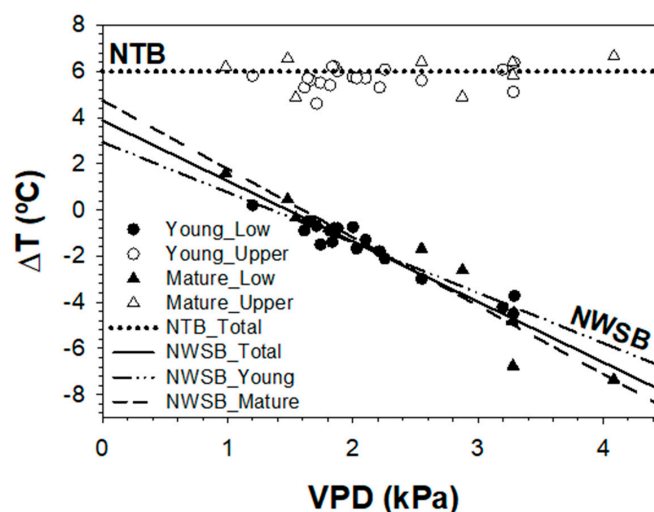 8
6
4
2
0
-2
-4
-6
-8
ΔT (ºC)
NTB
NWSB
Young_Low
Young_Upper
Mature_Low
Mature_Upper
NTB_Total
NWSB_Total
NWSB_Young
NWSB_Mature
0
1
2
3
4
VPD (kPa)